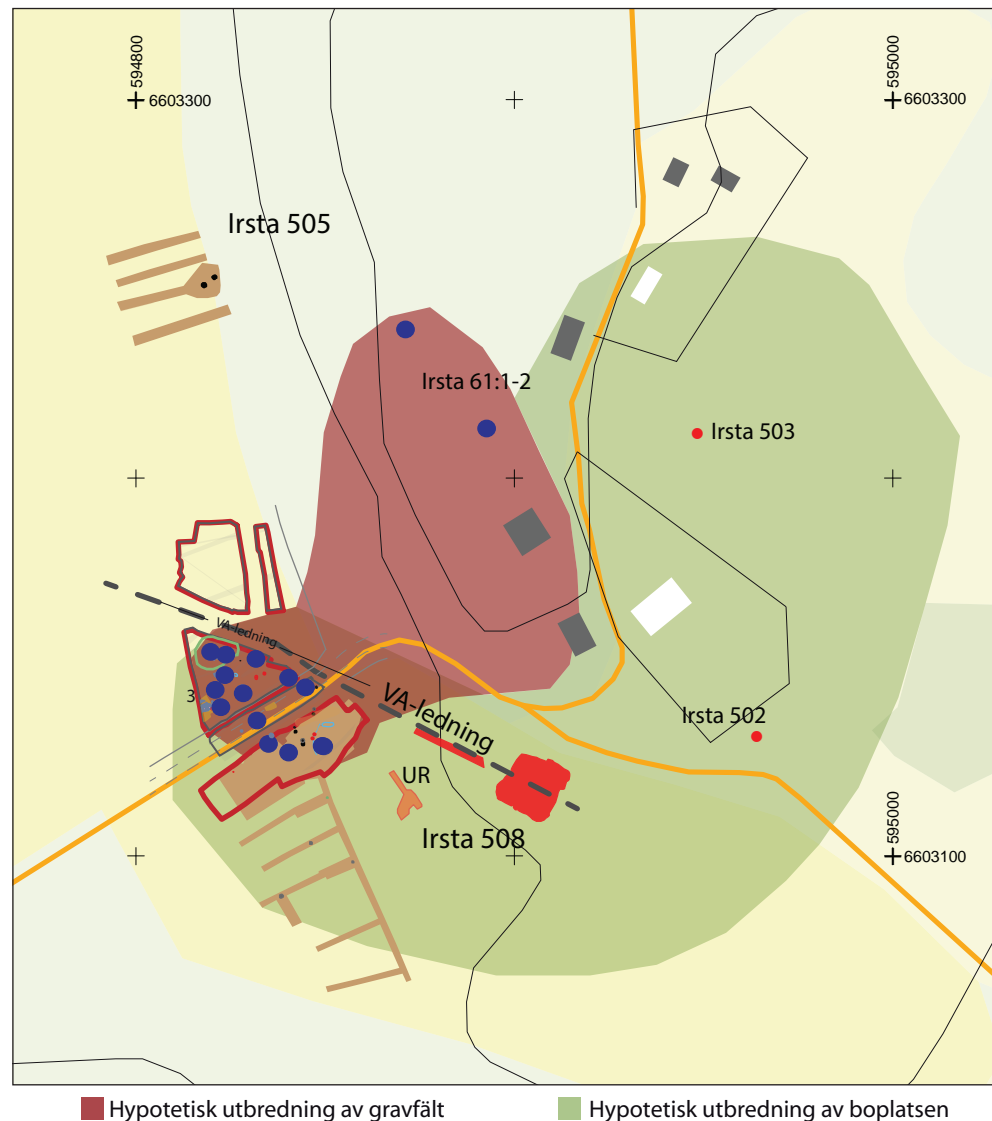 594800
6603300
595000
6603300
Irsta 505
Irsta 61:1-2
Irsta 503
VA-ledning
3
VA-ledning
Irsta 502
UR
Irsta 508
595000
6603100
Hypotetisk utbredning av gravfält
Hypotetisk utbredning av boplatsen